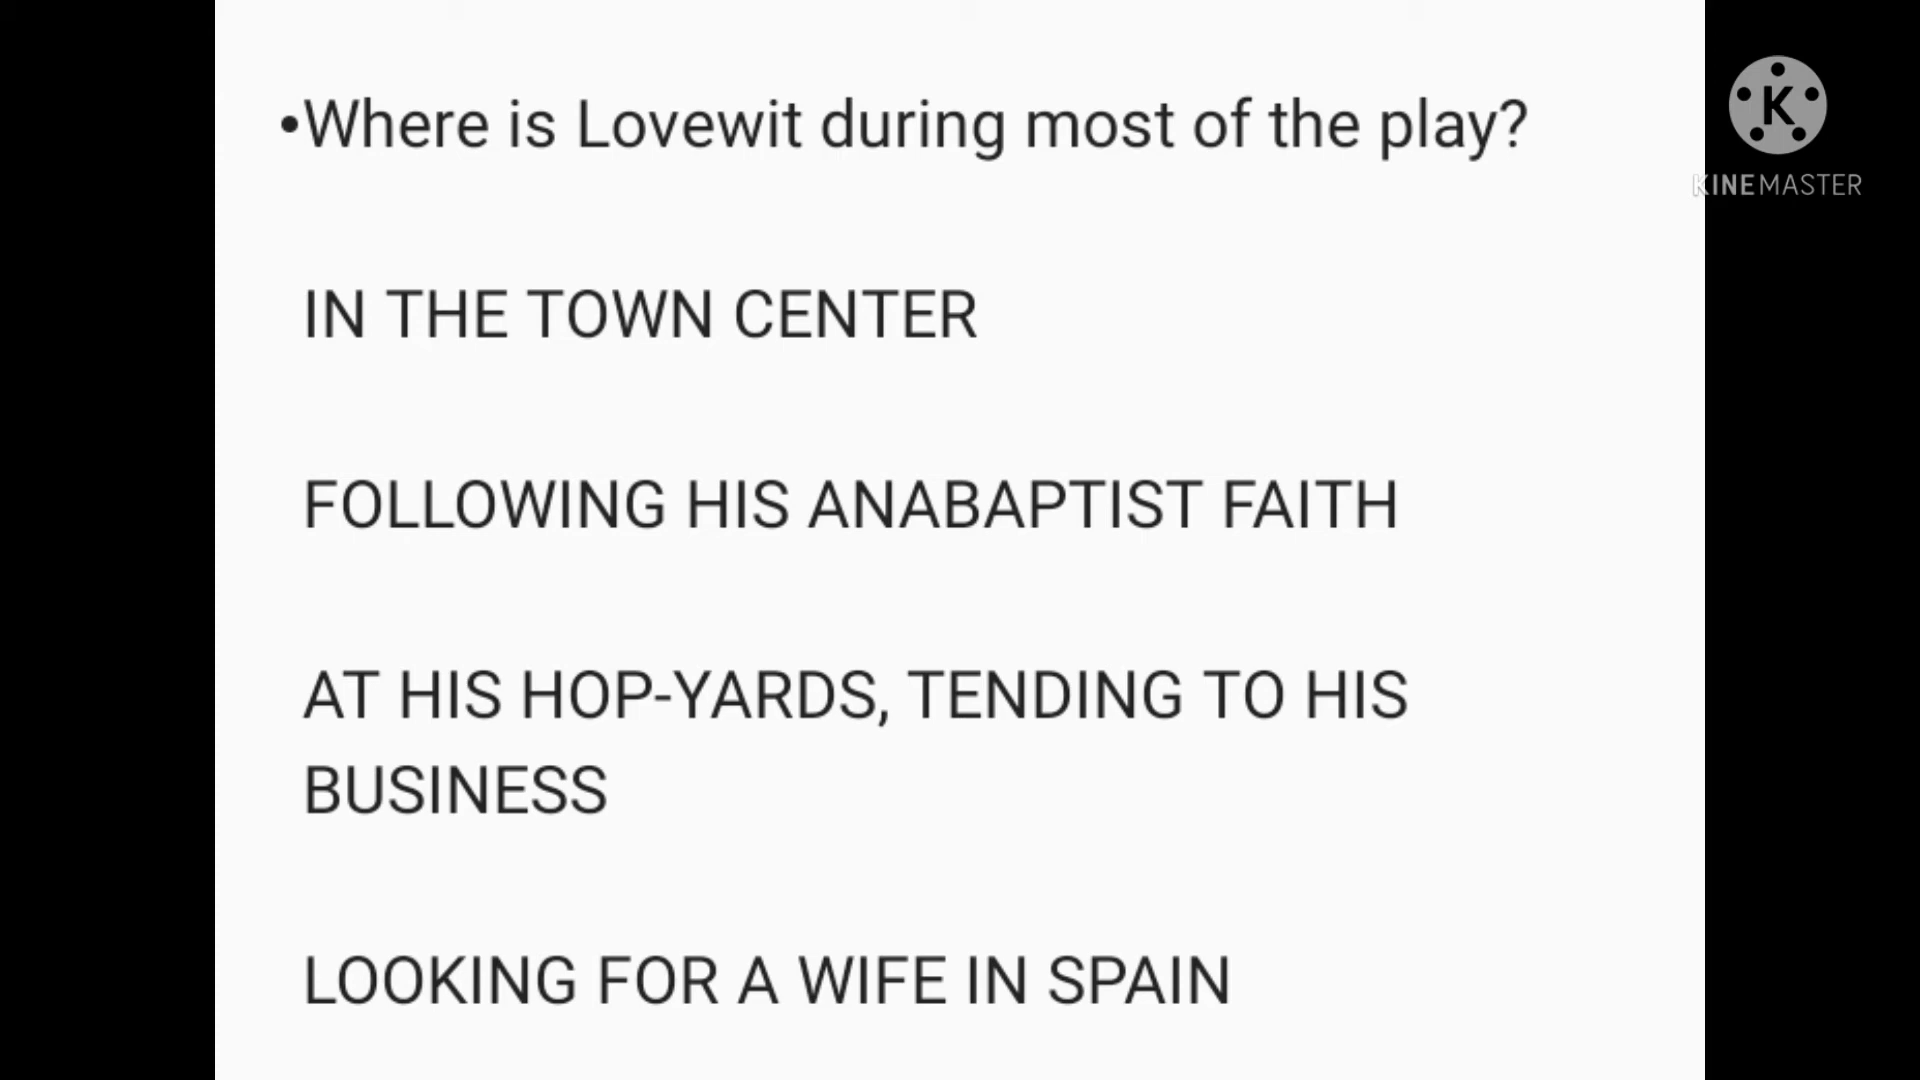 •Where is Lovewit during most of the play?
IN THE TOWN CENTER
FOLLOWING HIS ANABAPTIST FAITH
AT HIS HOP-YARDS, TENDING TO HIS
BUSINESS
LOOKING FOR A WIFE IN SPAIN
K
KINEMASTER